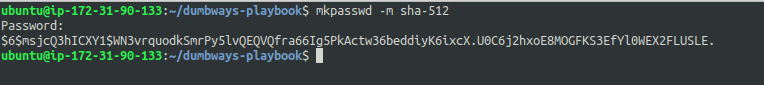 ubuntu@ip-172-31-90-133:~/dumbways-playbook$ mkpasswd -m sha-512
Password:
$6$msjcQ3hICXY1$WN3vrquodkSmrPy5lvQEQVQfra66Ig5PkActw36beddiyK6ixcX.U0C6j2hxoE8MOGFKS3EfYl0WEX2FLUSLE.
ubuntu@ip-172-31-90-133:~/dumbways-playbook$